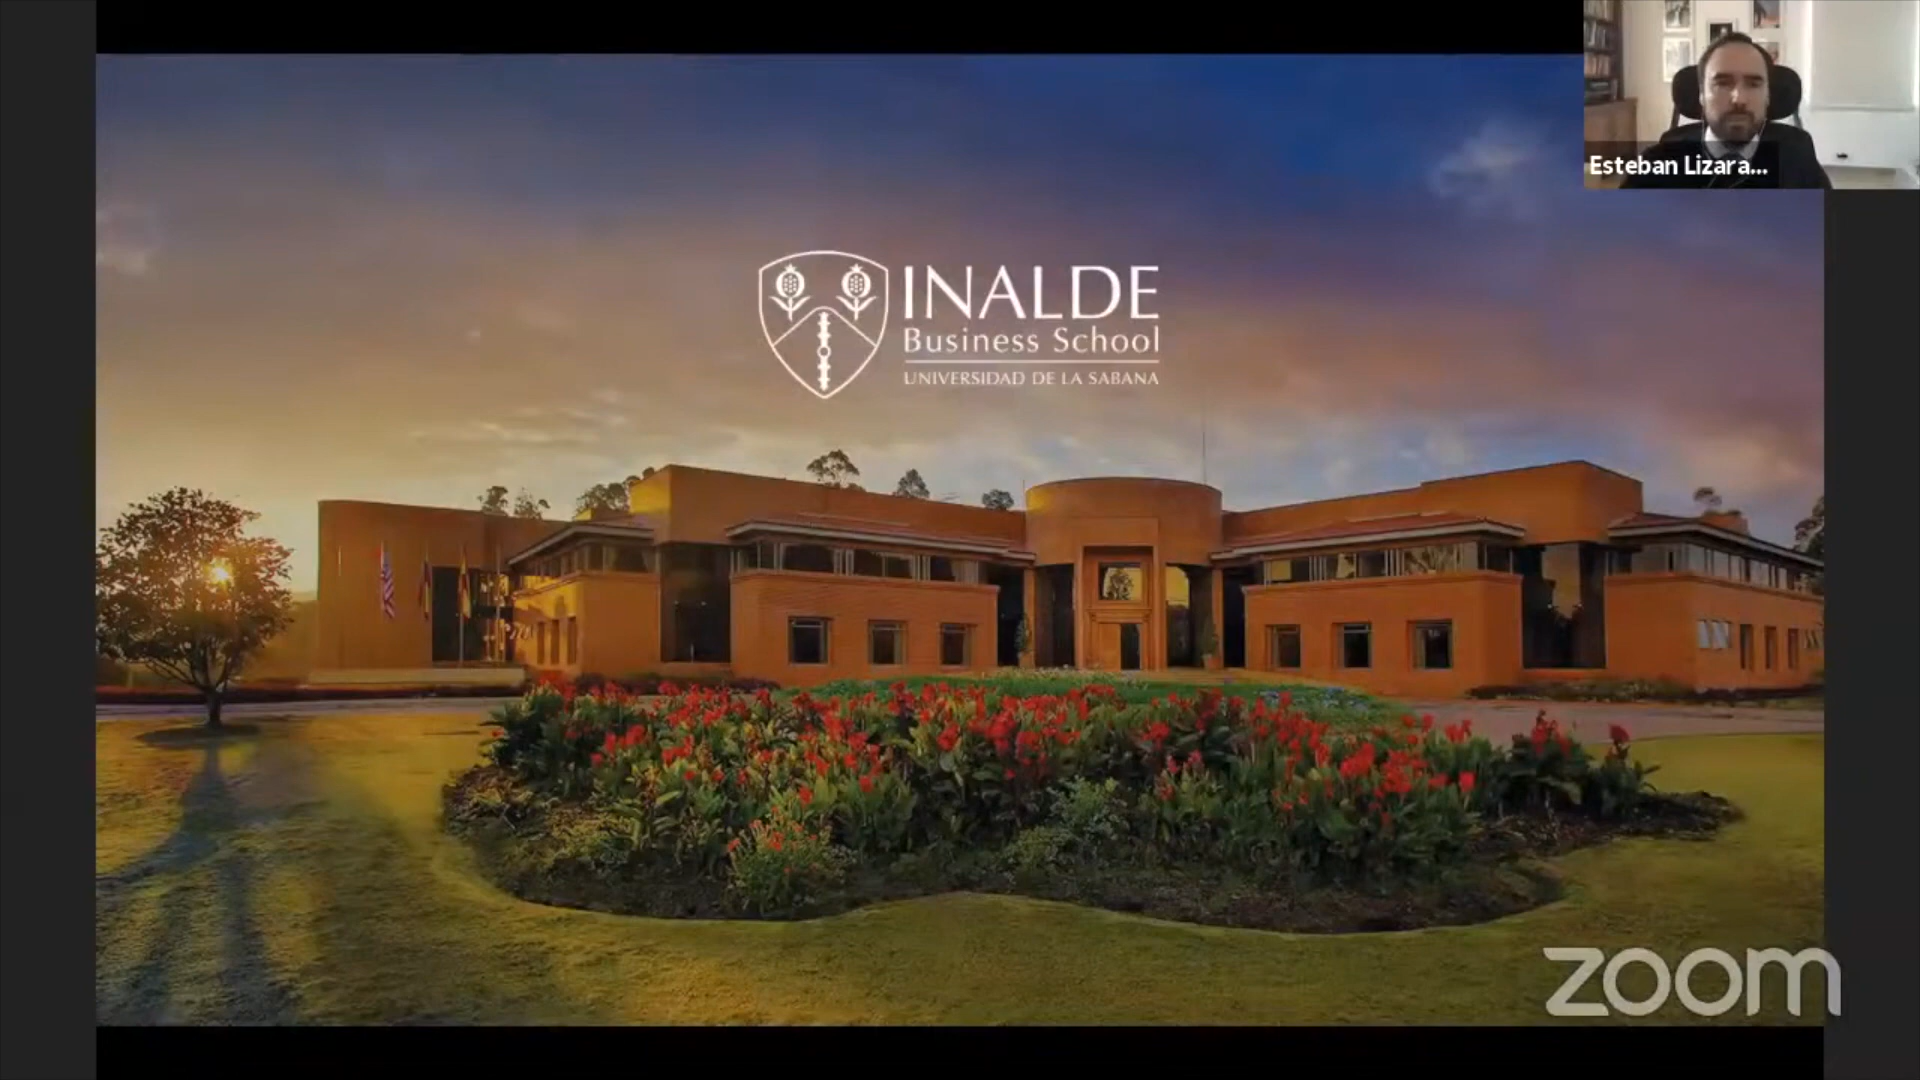 Esteban Lizara...
INALDE
Business School
UNIVERSIDAD DE LA SABANA
zoom